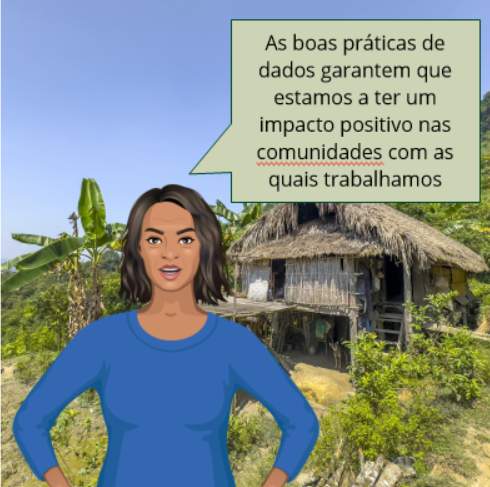 As boas práticas de
dados garantem que
estamos a ter um
impacto positivo nas
comunidades com as
quais trabalhamos